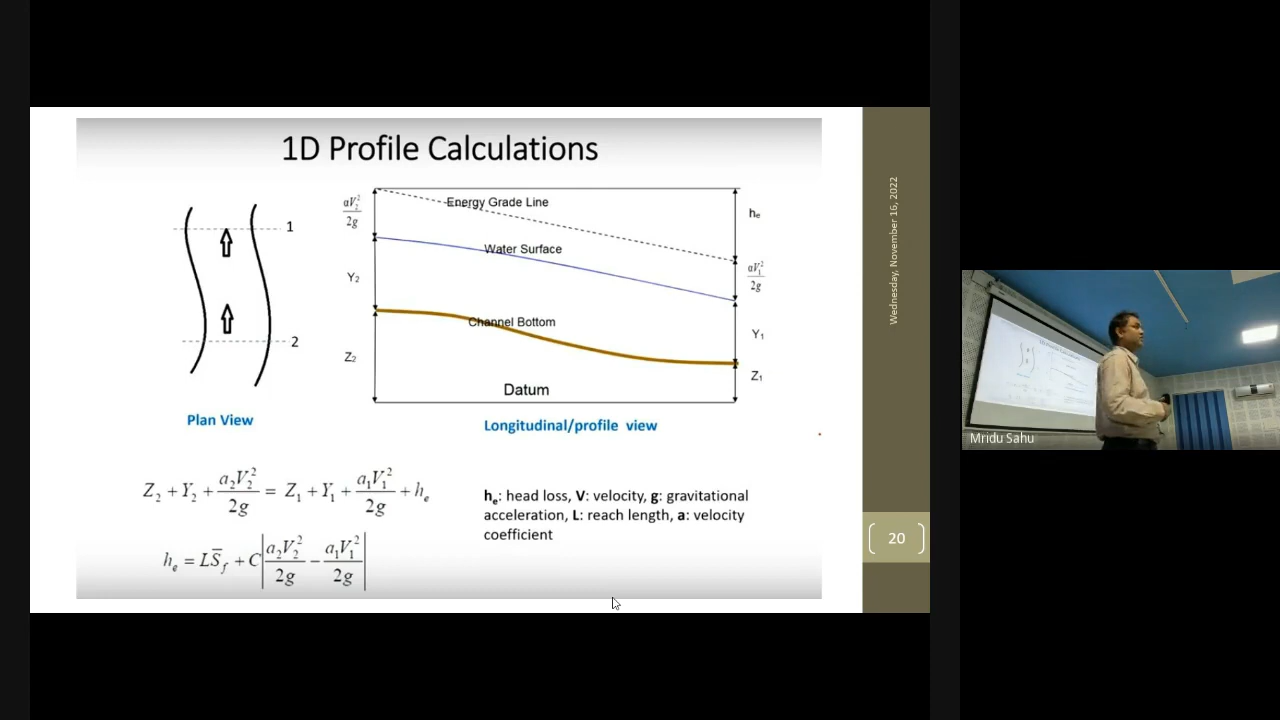 1D Profile Calculations
1
2
Plan View
aV₂²/2g
Y₂
Z₂
Energy Grade Line
Water Surface
Channel Bottom
Datum
hₑ
aV₁²/2g
Y₁
Z₁
Longitudinal/profile view
Z₂ + Y₂ + a₂V₂²/2g = Z₁ + Y₁ + a₁V₁²/2g + hₑ
hₑ = LS̅f + C|a₂V₂²/2g − a₁V₁²/2g|
hₑ: head loss, V: velocity, g: gravitational
acceleration, L: reach length, a: velocity
coefficient
Wednesday, November 16, 2022
20
Mridu Sahu